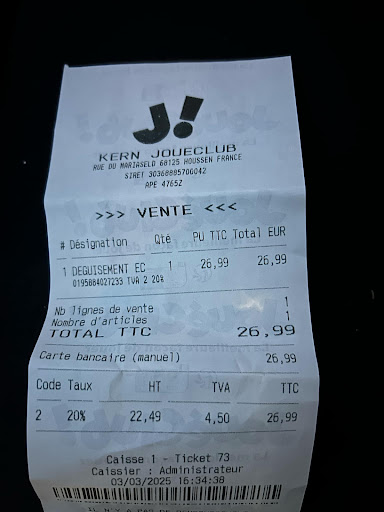 J!
KERN JOUECLUB
RUE DU MARIASELD 68125 HOUSSEN FRANCE
SIRET 30368885700042
APE 4765Z
>>> VENTE <<<
# Désignation Qté PU TTC Total EUR
1 DEGUISEMENT EC 1 26,99 26,99
0195884027233 TVA 2 20%
Nb lignes de vente 1
Nombre d'articles 1
TOTAL TTC 26,99
Carte bancaire (manuel) 26,99
Code Taux HT TVA TTC
2 20% 22,49 4,50 26,99
Caisse 1 - Ticket 73
Caissier : Administrateur
03/03/2025 16:34:38